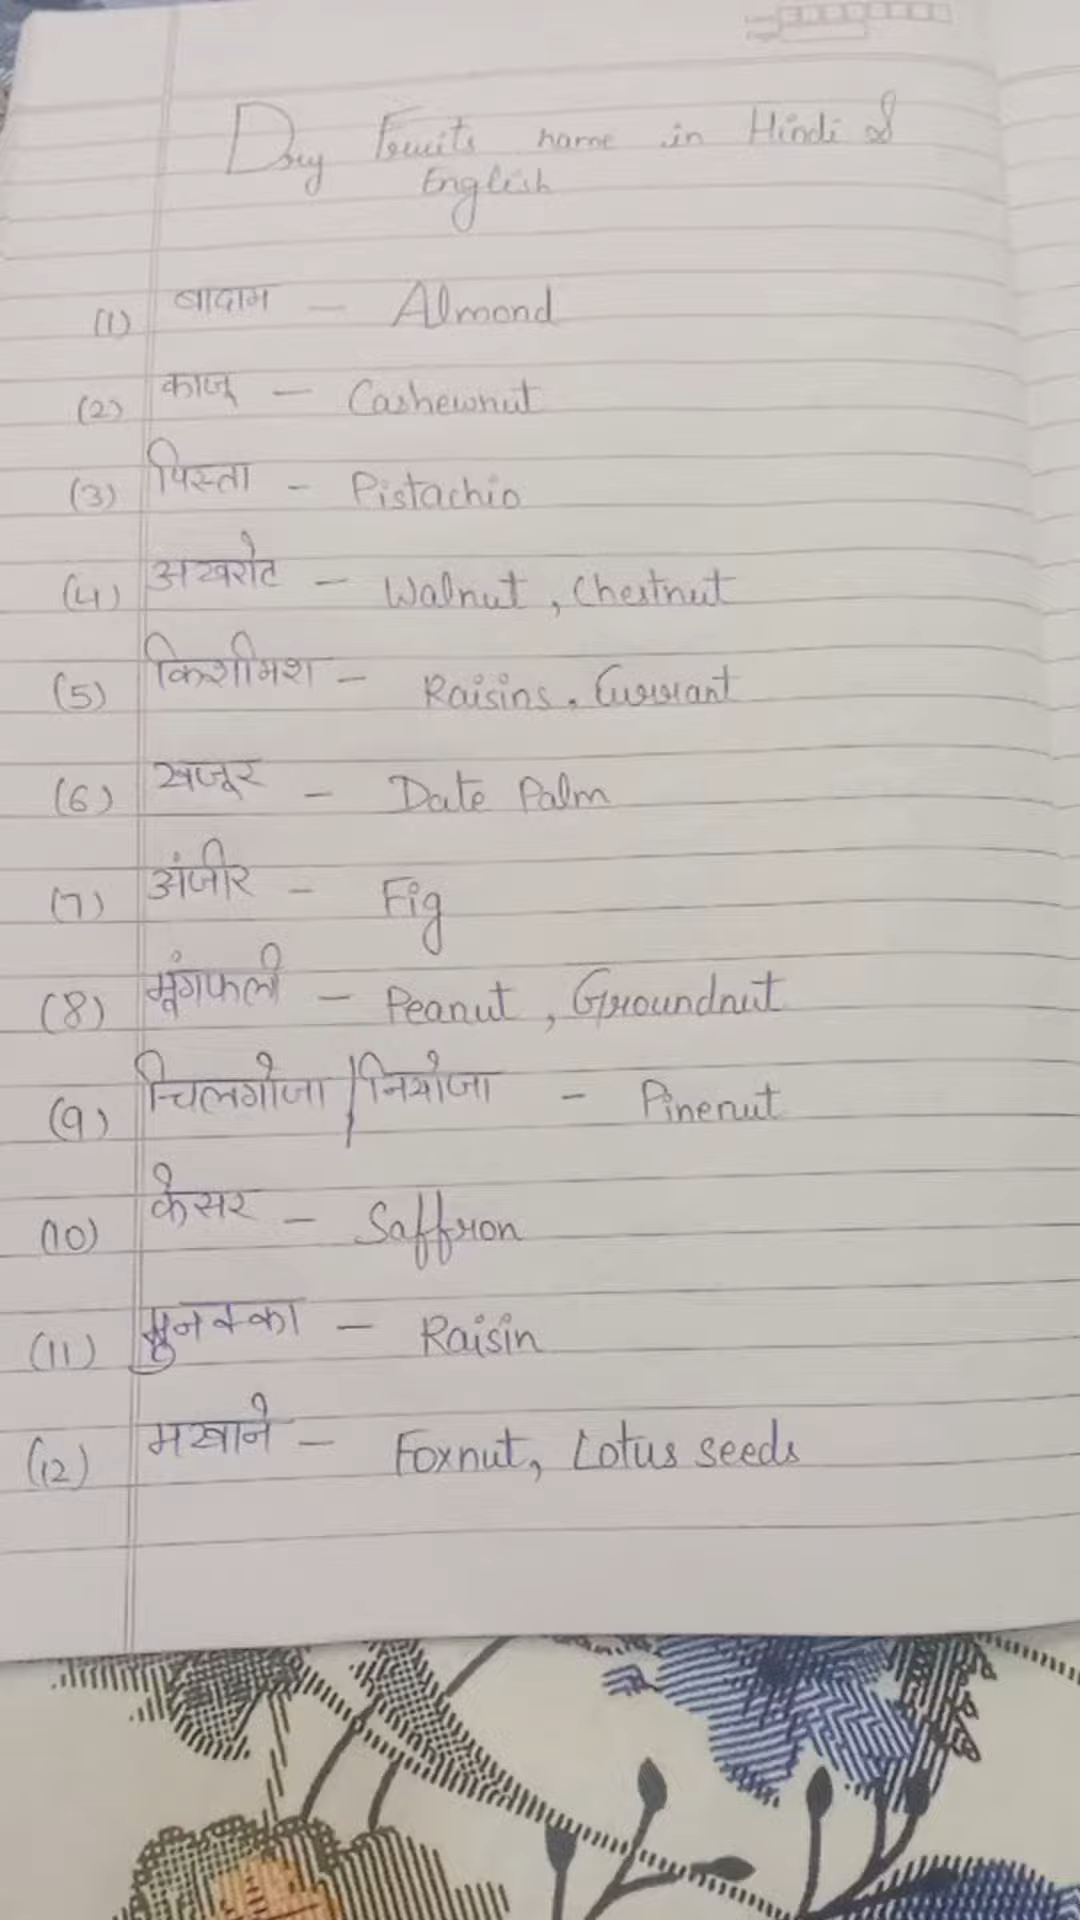 Dry Fruits name in Hindi &
English
(1) बादाम – Almond
(2) काजू – Cashewnut
(3) पिस्ता – Pistachio
(4) अखरोट – Walnut, Chestnut
(5) किशमिश – Raisins, Currant
(6) खजूर – Date Palm
(7) अंजीर – Fig
(8) मूंगफली – Peanut, Groundnut
(9) चिलगोजा / नियोजा – Pinenut
(10) केसर – Saffron
(11) मुनक्का – Raisin
(12) मखाने – Foxnut, Lotus seeds